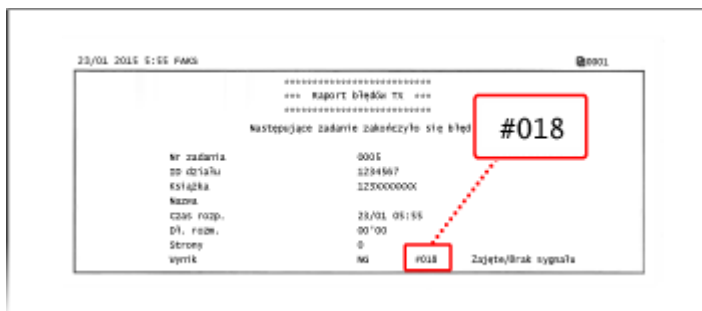 23/01 2015 5:55 FAKS 0001
***************************
*** Raport błędów TX ***
***************************
Następujące zadanie zakończyło się błęd
#018
Nr zadania 0005
ID działu 1234567
Książka 123XXXXXXX
Nazwa
Czas rozp. 23/01 05:55
Dł. rozm. 00'00
Strony 0
Wynik NG #018 Zajęte/Brak sygnału